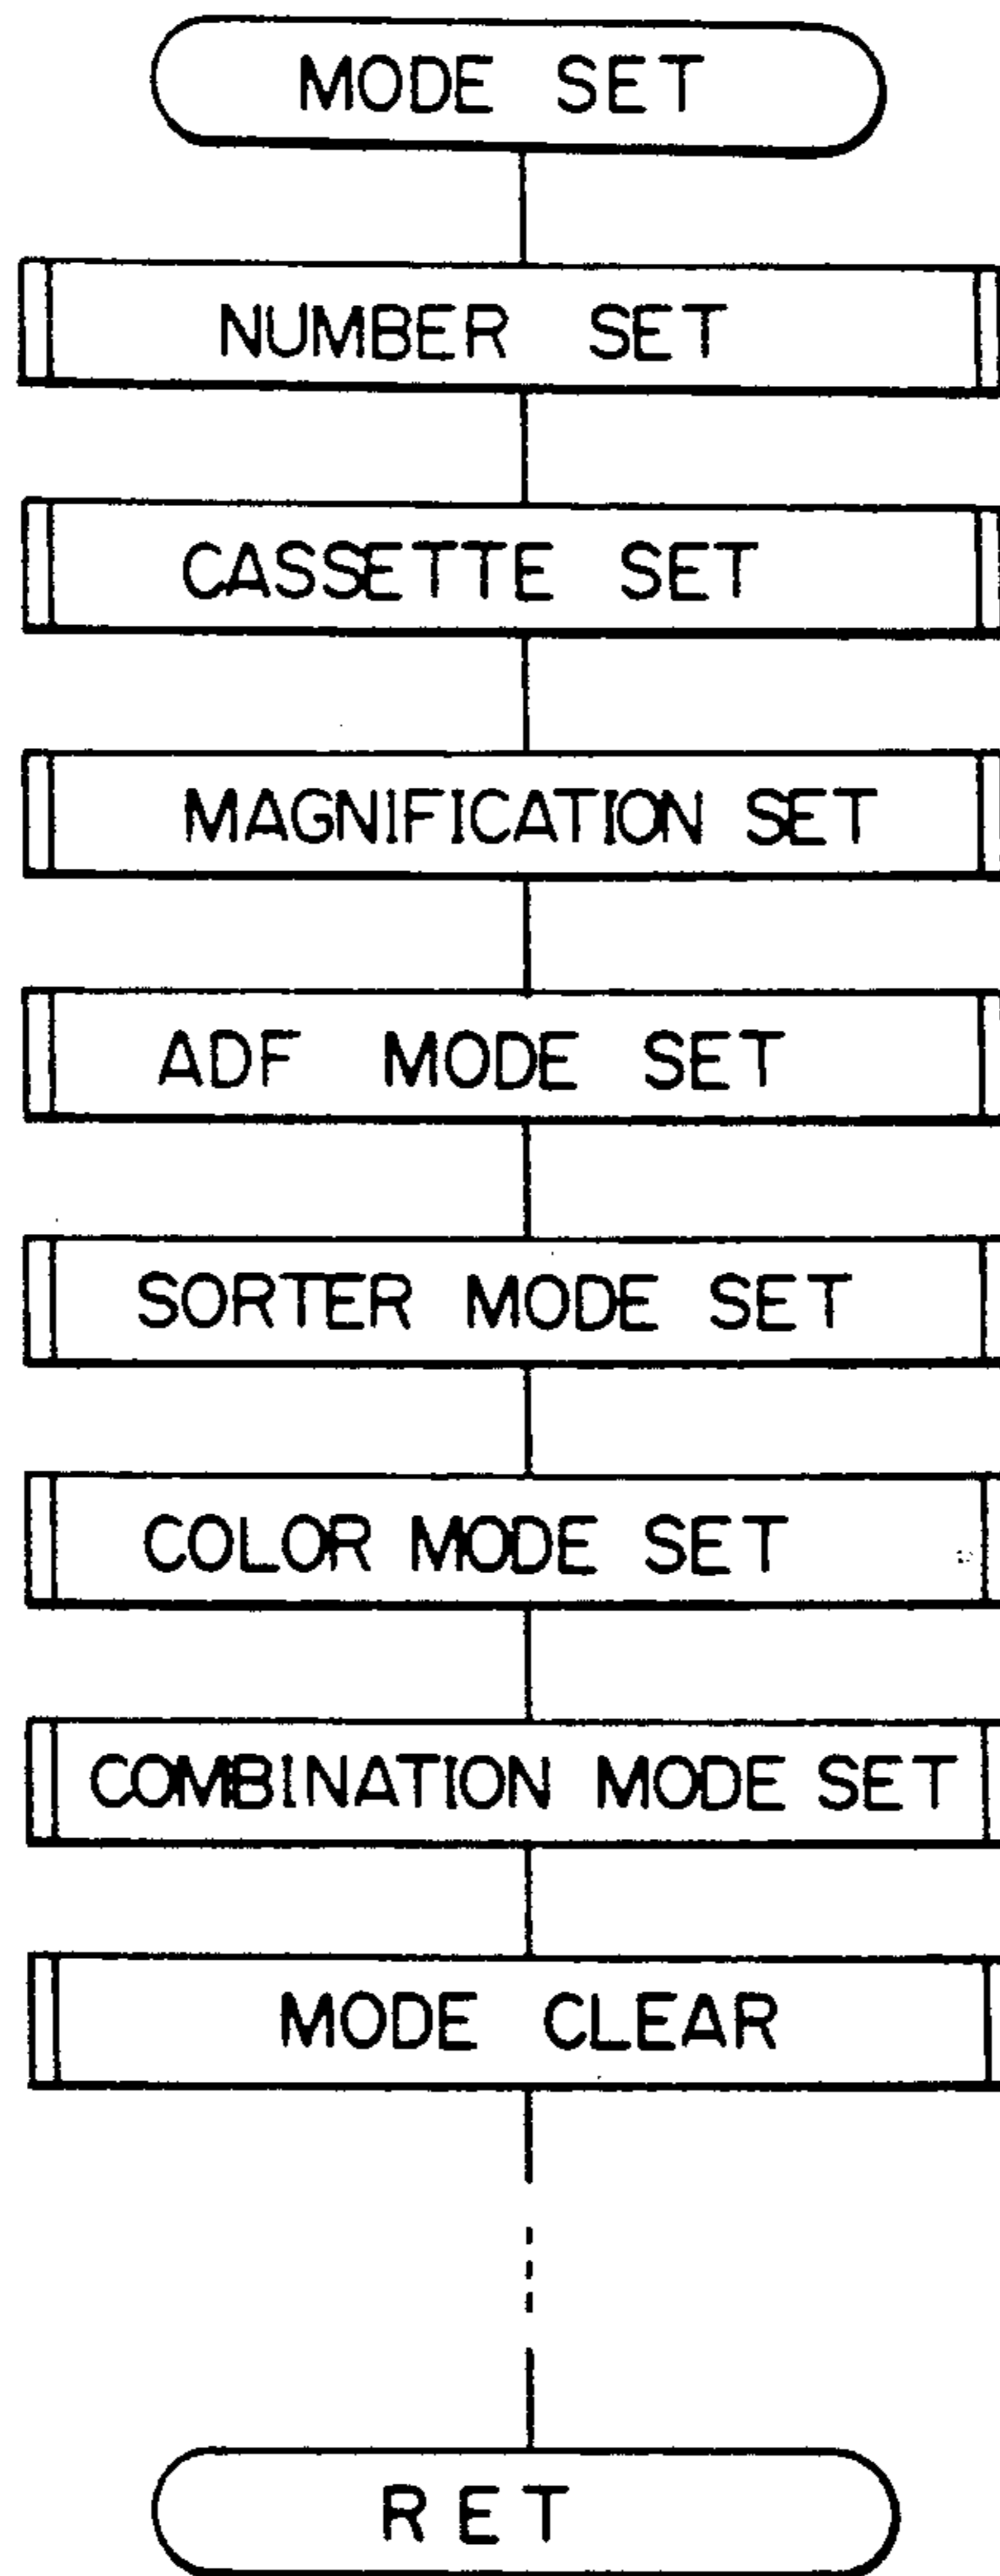 MODE SET
NUMBER SET
CASSETTE SET
MAGNIFICATION SET
ADF MODE SET
SORTER MODE SET
COLOR MODE SET
COMBINATION MODE SET
MODE CLEAR
RET